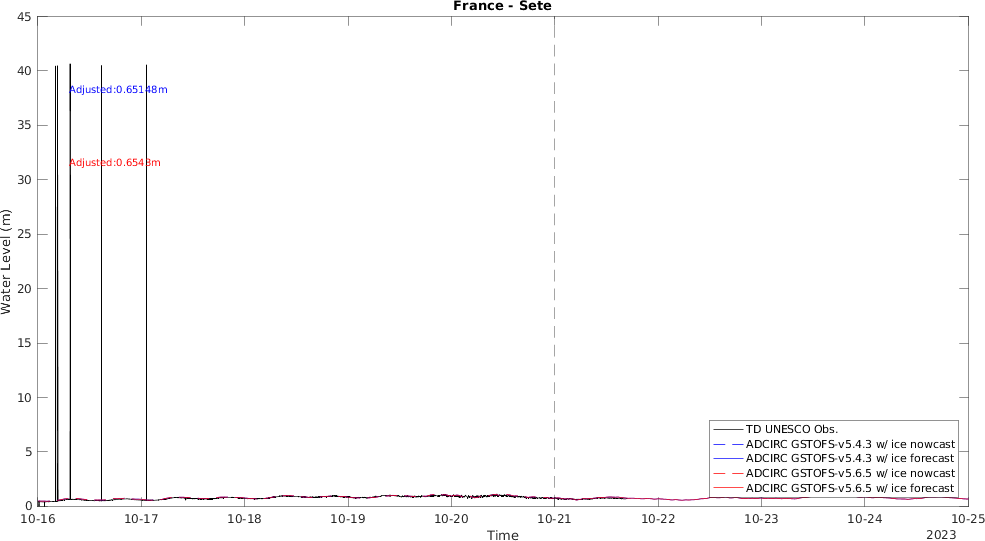 France - Sete
45
40
35
30
25
20
15
10
5
0
Water Level (m)
Adjusted:0.65148m
Adjusted:0.6543m
TD UNESCO Obs.
ADCIRC GSTOFS-v5.4.3 w/ ice nowcast
ADCIRC GSTOFS-v5.4.3 w/ ice forecast
ADCIRC GSTOFS-v5.6.5 w/ ice nowcast
ADCIRC GSTOFS-v5.6.5 w/ ice forecast
10-16 10-17 10-18 10-19 10-20 10-21 10-22 10-23 10-24 10-25
Time
2023